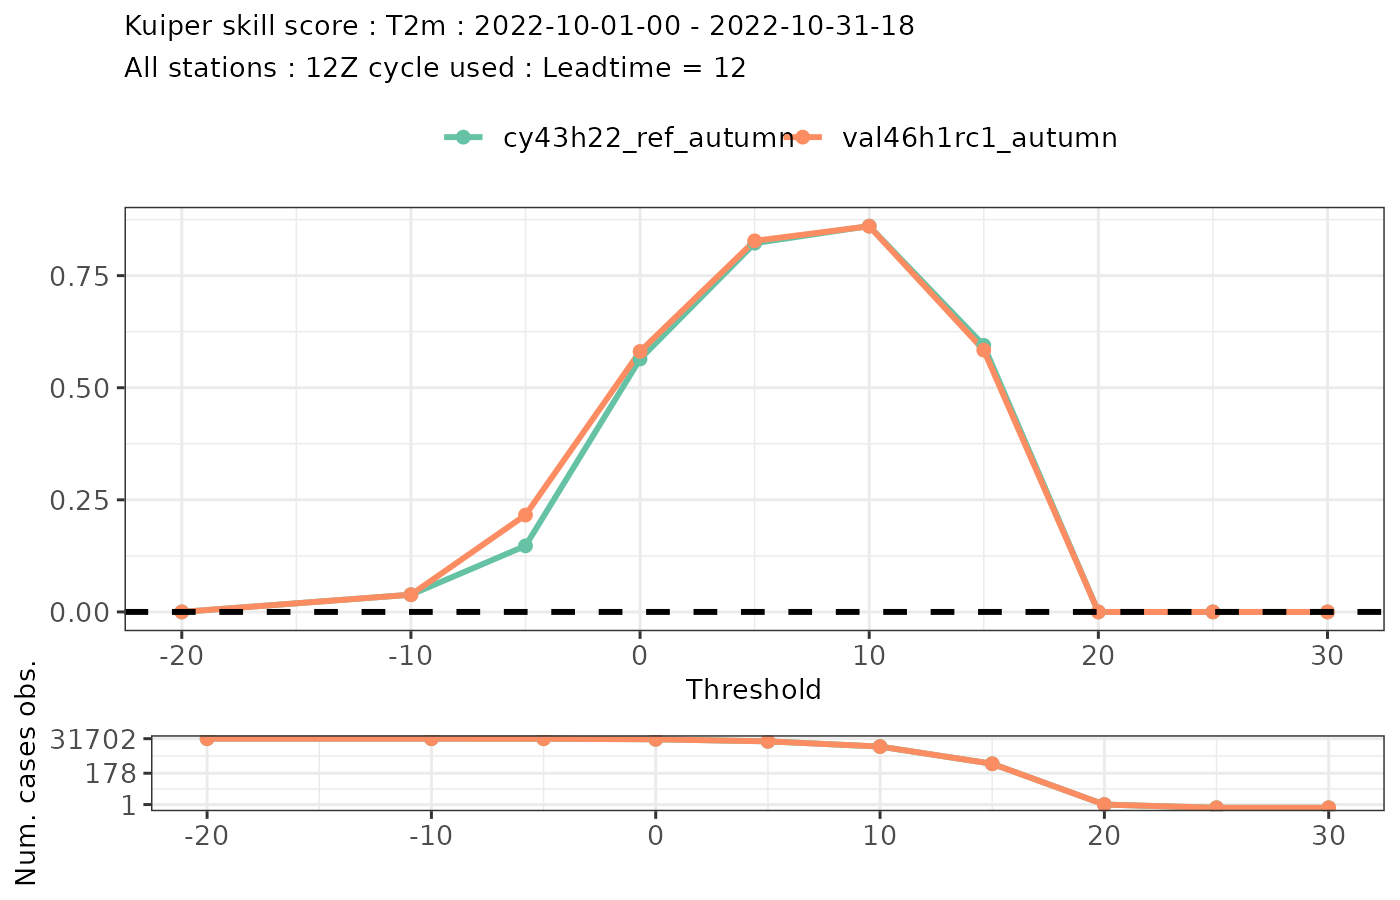 Kuiper skill score : T2m : 2022-10-01-00 - 2022-10-31-18
All stations : 12Z cycle used : Leadtime = 12
cy43h22_ref_autumn val46h1rc1_autumn
0.75
0.50
0.25
0.00
-20 -10 0 10 20 30
Threshold
Num. cases obs.
31702
178
1
-20 -10 0 10 20 30